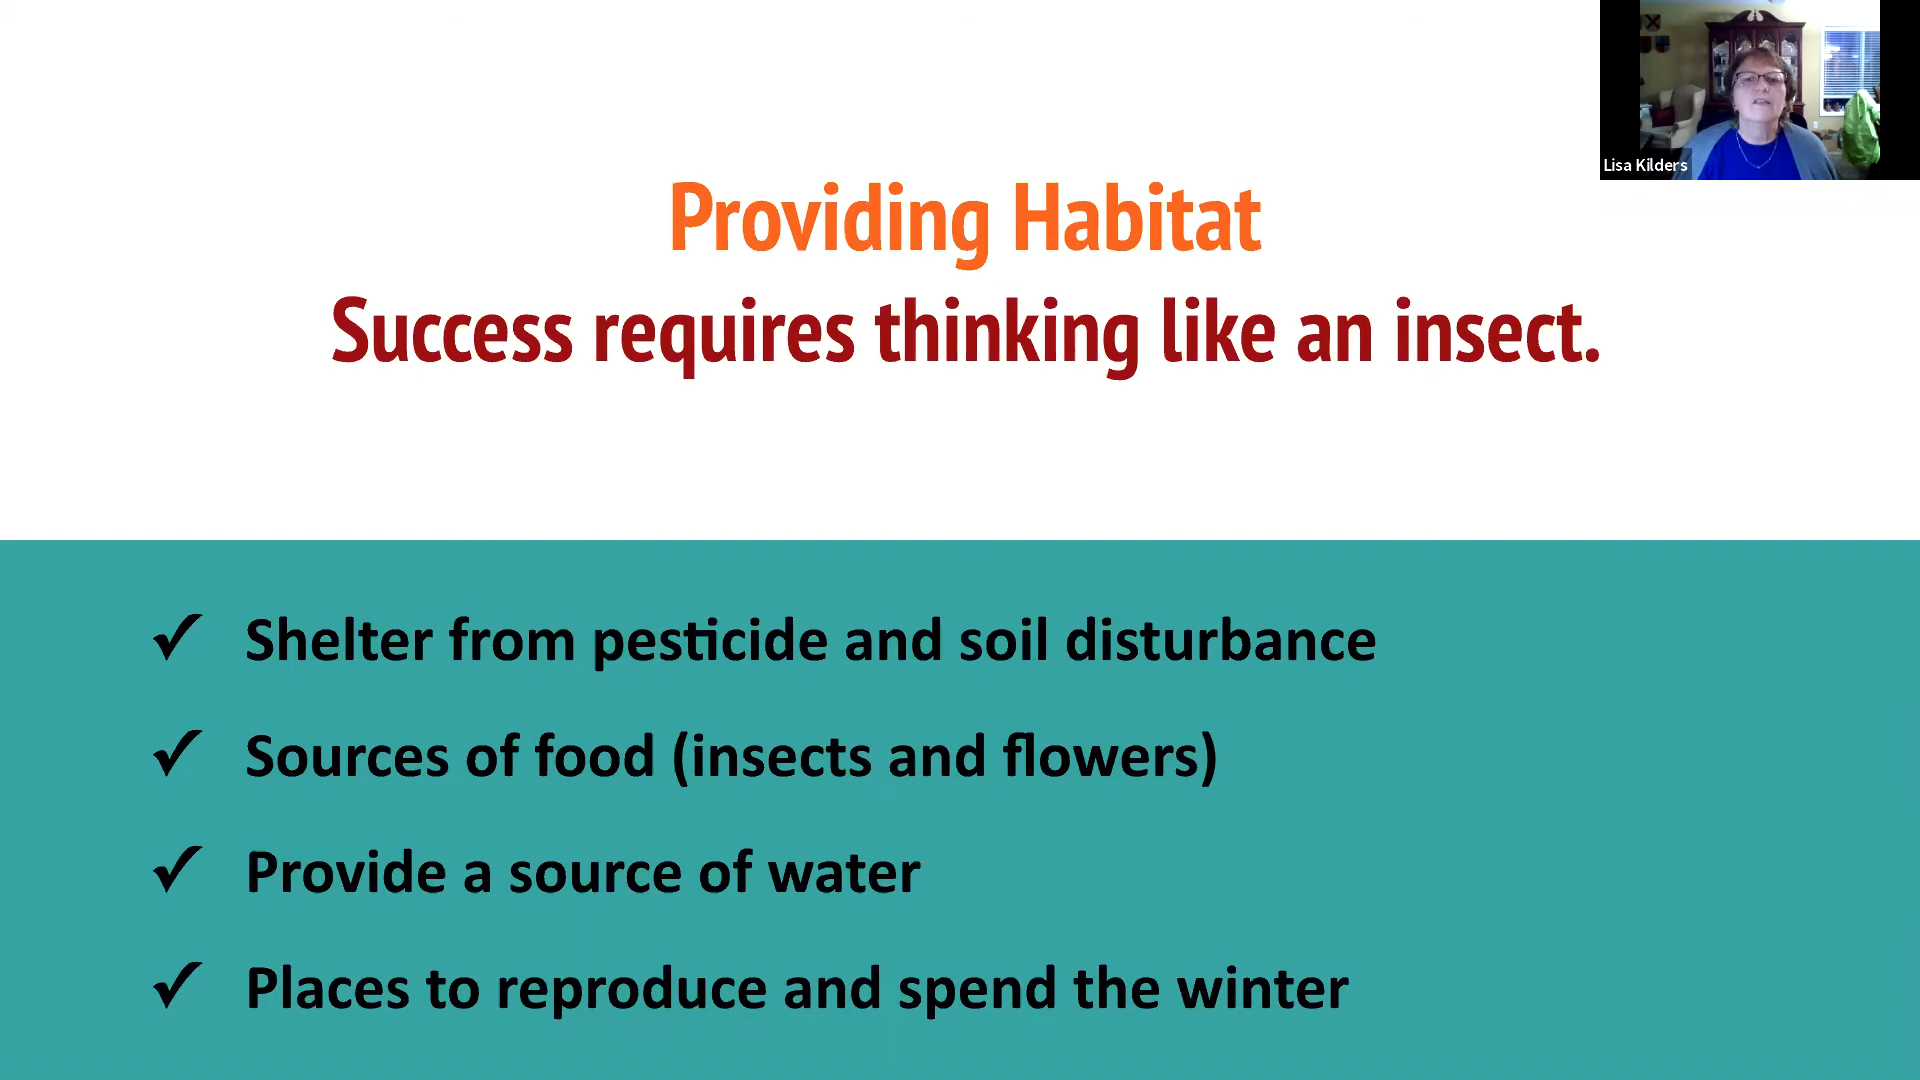 Lisa Kilders
Providing Habitat
Success requires thinking like an insect.
✓ Shelter from pesticide and soil disturbance
✓ Sources of food (insects and flowers)
✓ Provide a source of water
✓ Places to reproduce and spend the winter